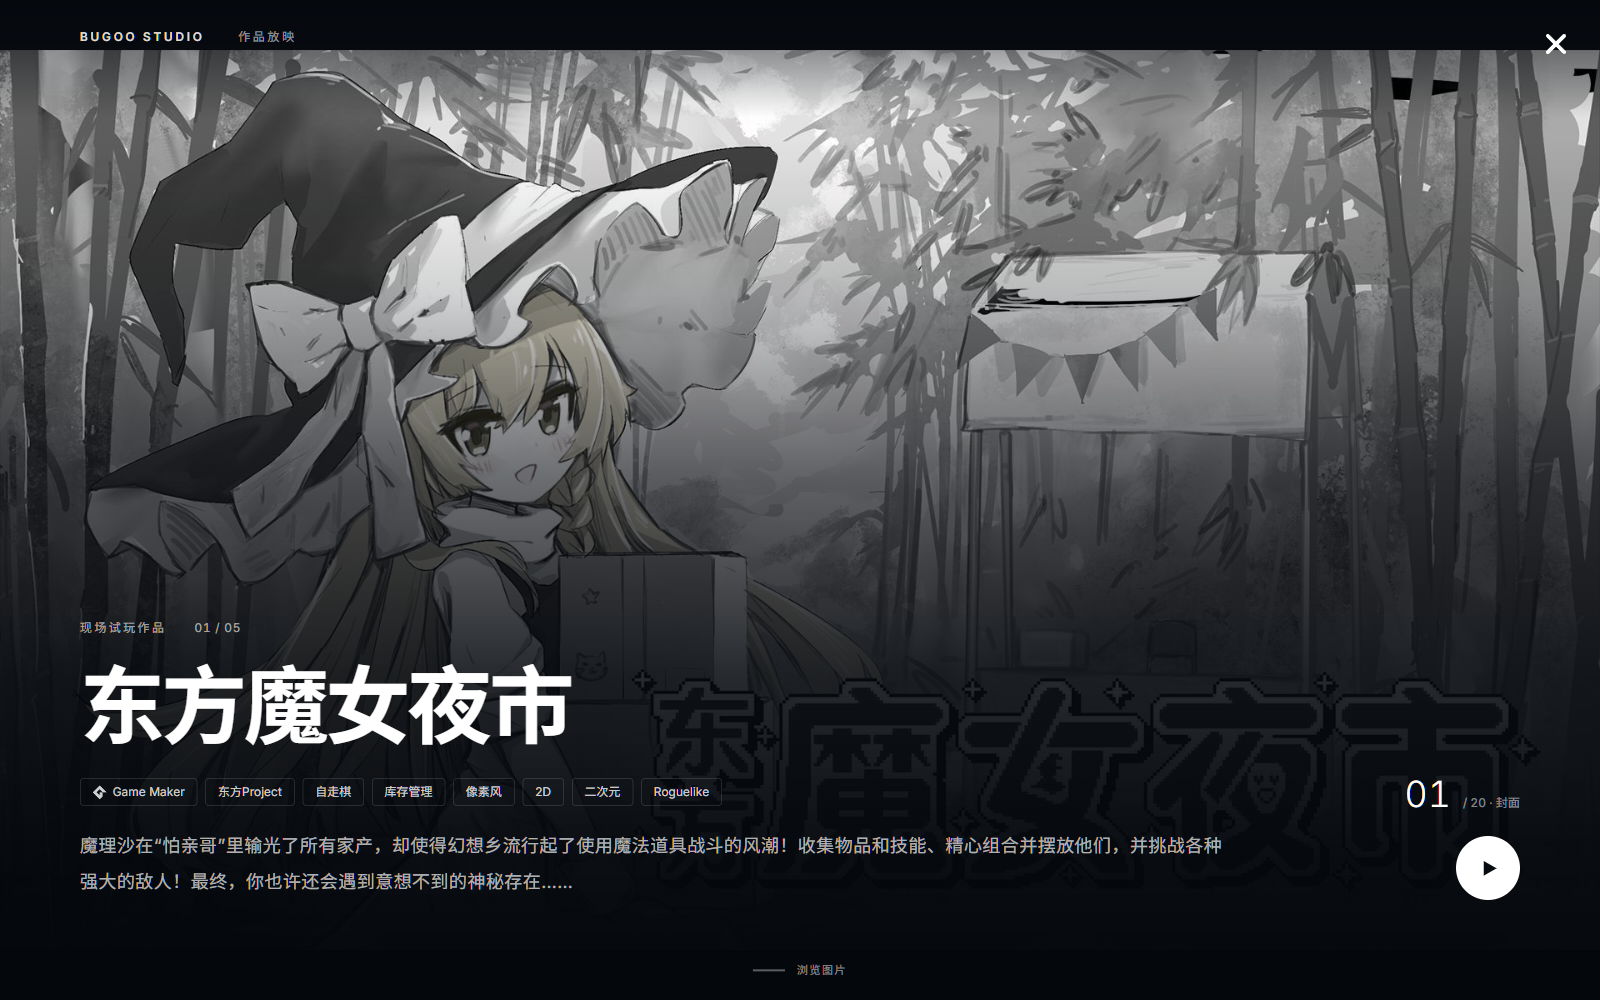 BUGOO STUDIO 作品放映
现场试玩作品 01 / 05
东方魔女夜市
东方魔女夜市
Game Maker 东方Project 自走棋 库存管理 像素风 2D 二次元 Roguelike
01 / 20 · 封面
魔理沙在“怕亲哥”里输光了所有家产，却使得幻想乡流行起了使用魔法道具战斗的风潮！收集物品和技能、精心组合并摆放他们，并挑战各种
强大的敌人！最终，你也许还会遇到意想不到的神秘存在……
浏览图片